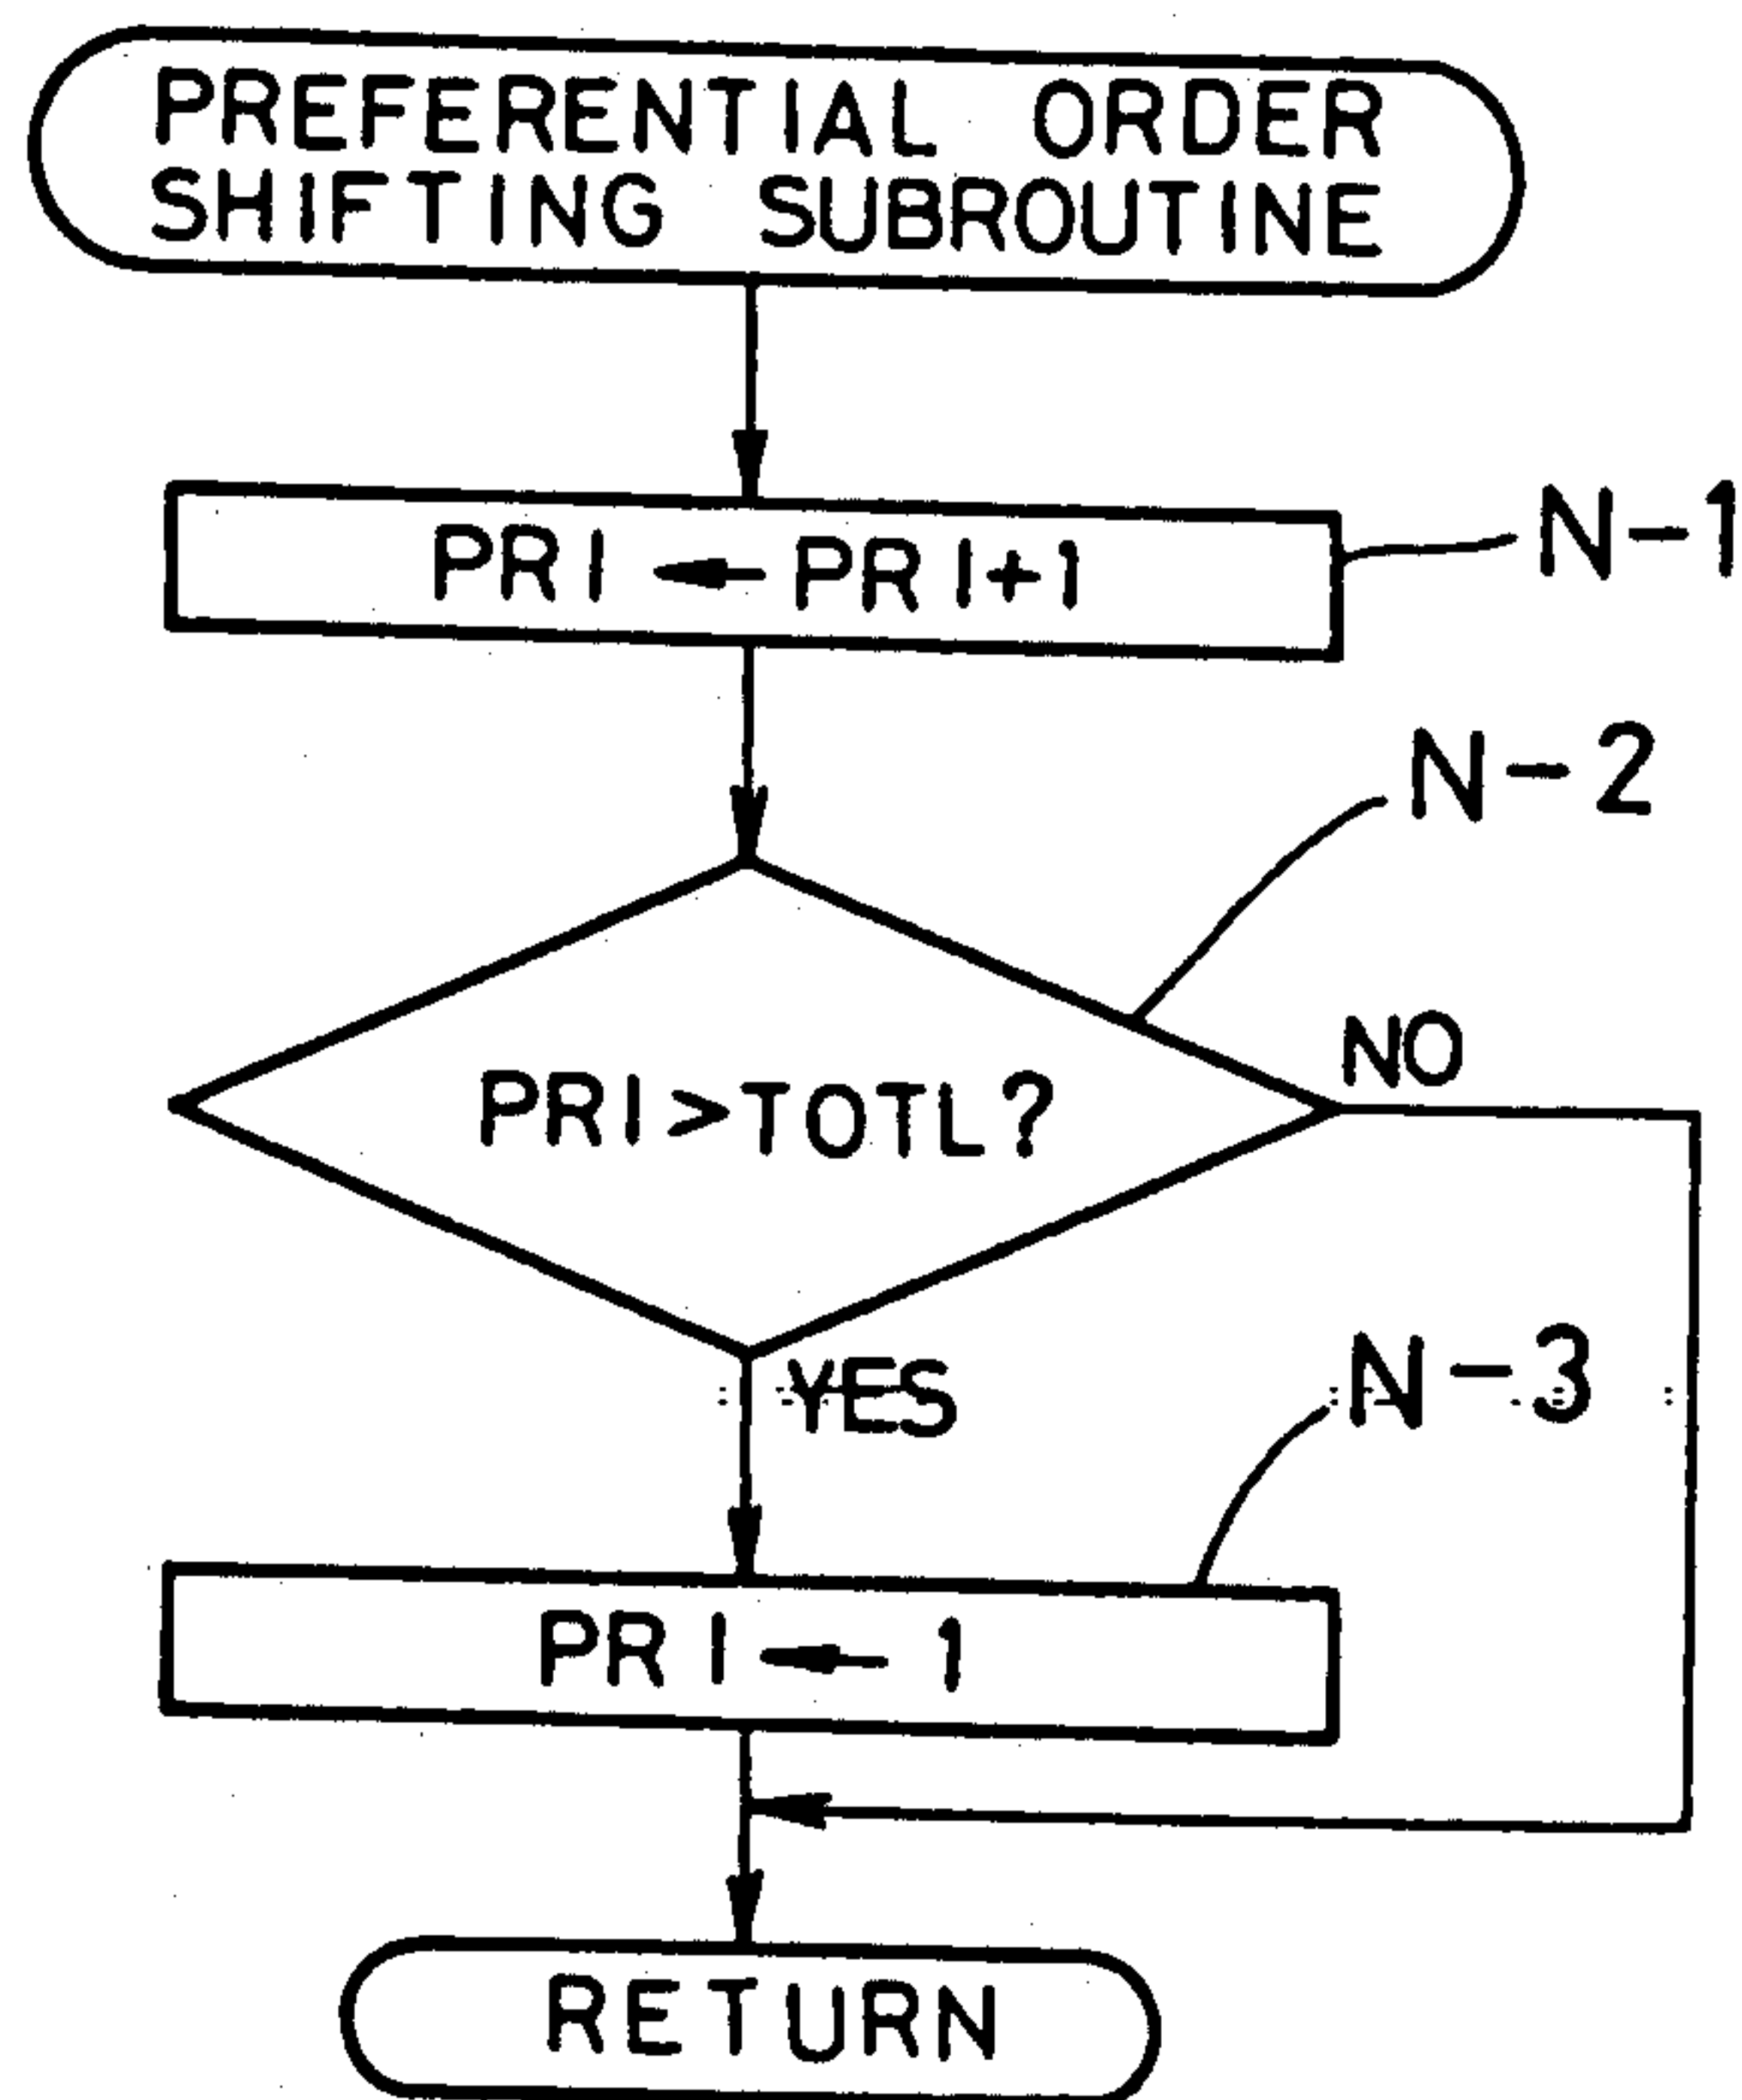 PREFERENTIAL ORDER
SHIFTING SUBROUTINE
PRI ← PRI+1
N-1
N-2
PRI>TOTL?
NO
YES
N-3
PRI ← 1
RETURN